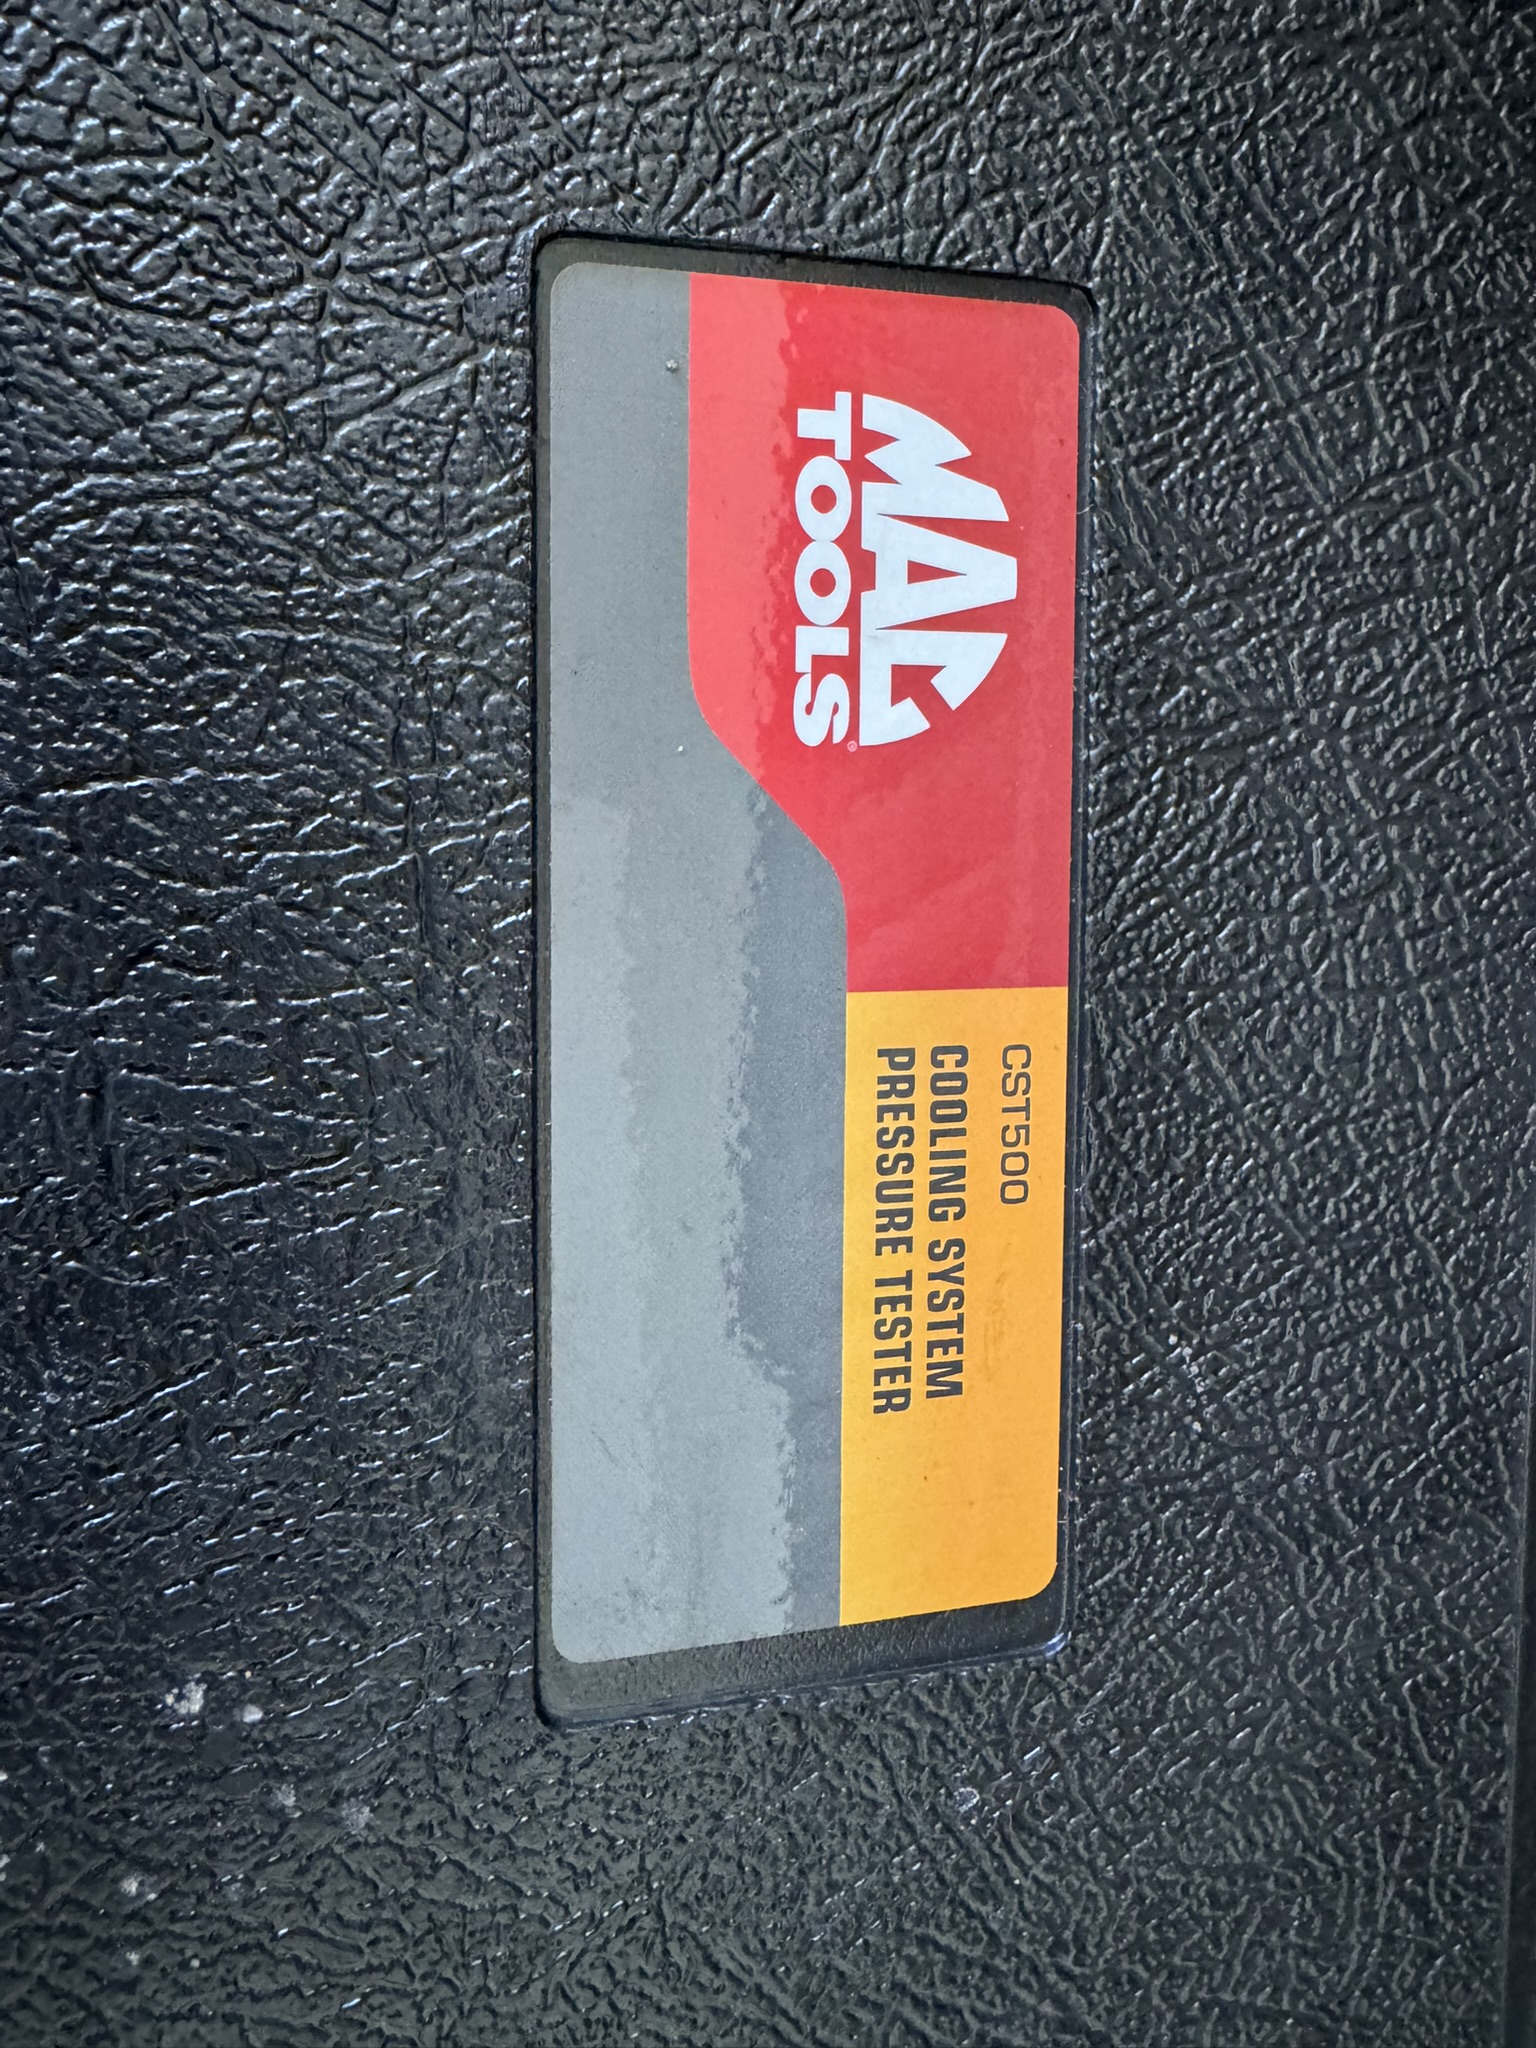 MAC
TOOLS®
CST500
COOLING SYSTEM
PRESSURE TESTER